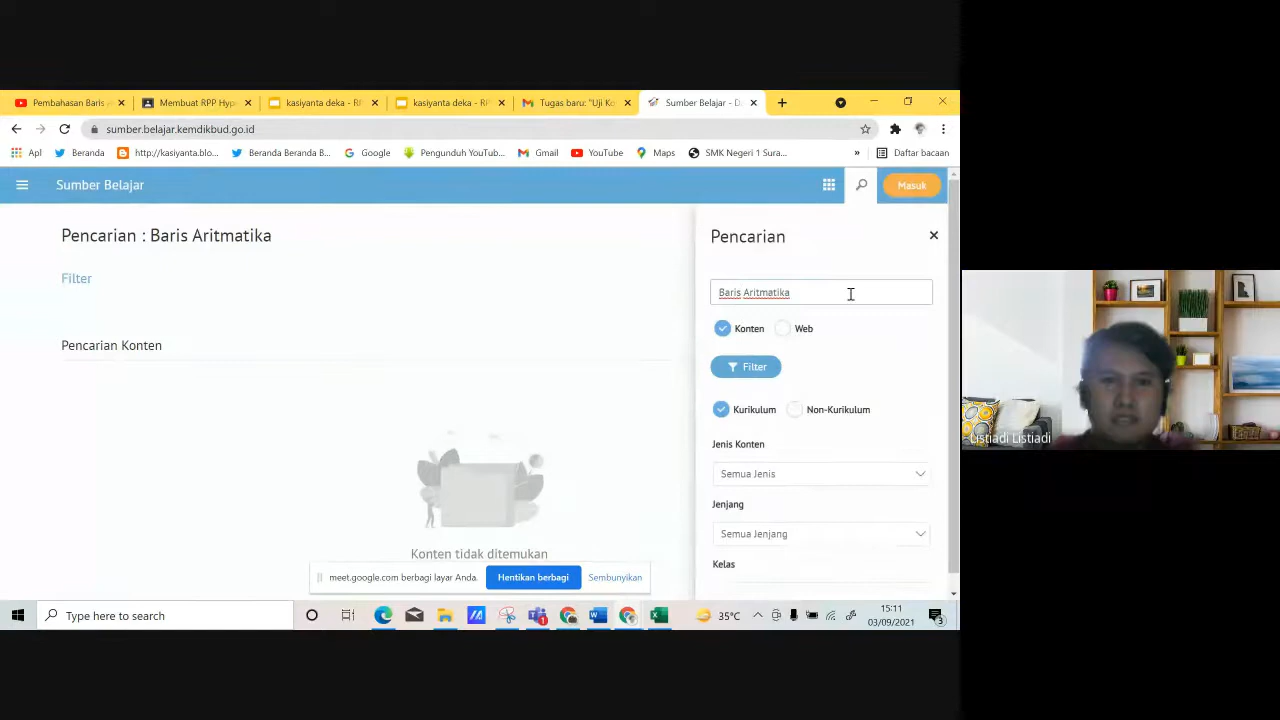 Pembahasan Baris
Membuat RPP Hype
kasiyanta deka - RF
kasiyanta deka - RP
Tugas baru: "Uji Ko
Sumber Belajar - D
sumber.belajar.kemdikbud.go.id
Apl
Beranda
http://kasiyanta.blo...
Beranda Beranda B...
Google
Pengunduh YouTub...
Gmail
YouTube
Maps
SMK Negeri 1 Sura...
»
Daftar bacaan
Sumber Belajar
Masuk
Pencarian : Baris Aritmatika
Filter
Pencarian Konten
Konten tidak ditemukan
Pencarian
Baris Aritmatika
Konten
Web
Filter
Kurikulum
Non-Kurikulum
Jenis Konten
Semua Jenis
Jenjang
Semua Jenjang
Kelas
meet.google.com berbagi layar Anda.
Hentikan berbagi
Sembunyikan
Type here to search
35°C
15:11
03/09/2021
Listiadi Listiadi